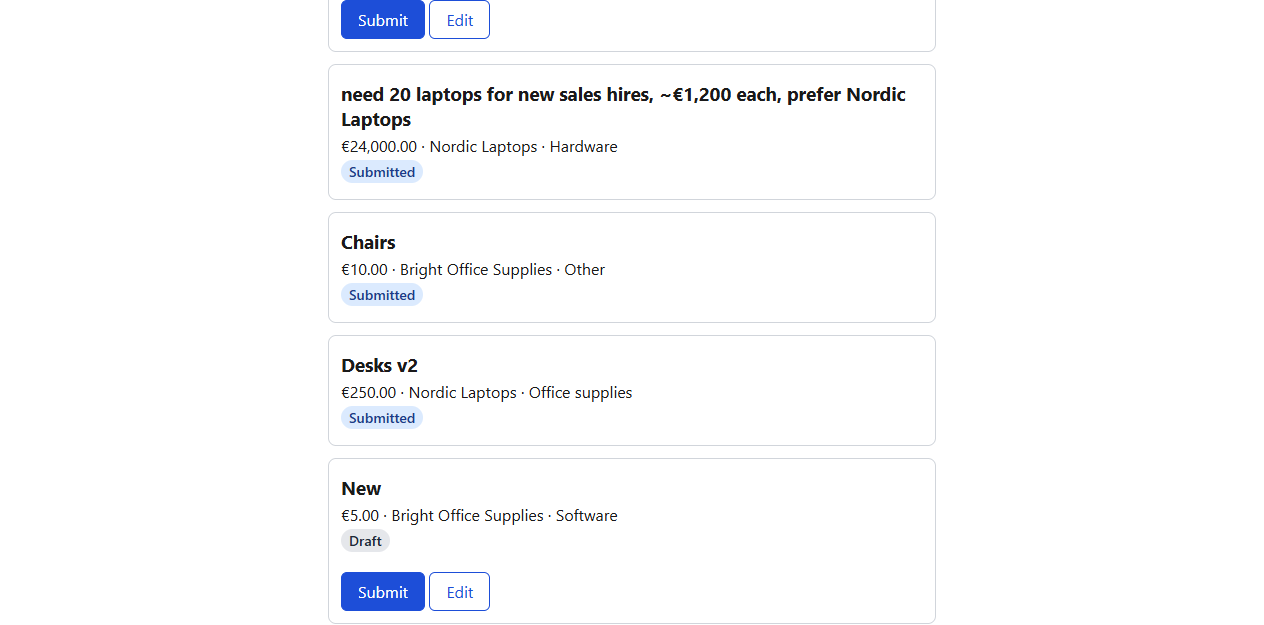 Submit Edit
need 20 laptops for new sales hires, ~€1,200 each, prefer Nordic
Laptops
€24,000.00 · Nordic Laptops · Hardware
Submitted
Chairs
€10.00 · Bright Office Supplies · Other
Submitted
Desks v2
€250.00 · Nordic Laptops · Office supplies
Submitted
New
€5.00 · Bright Office Supplies · Software
Draft
Submit Edit